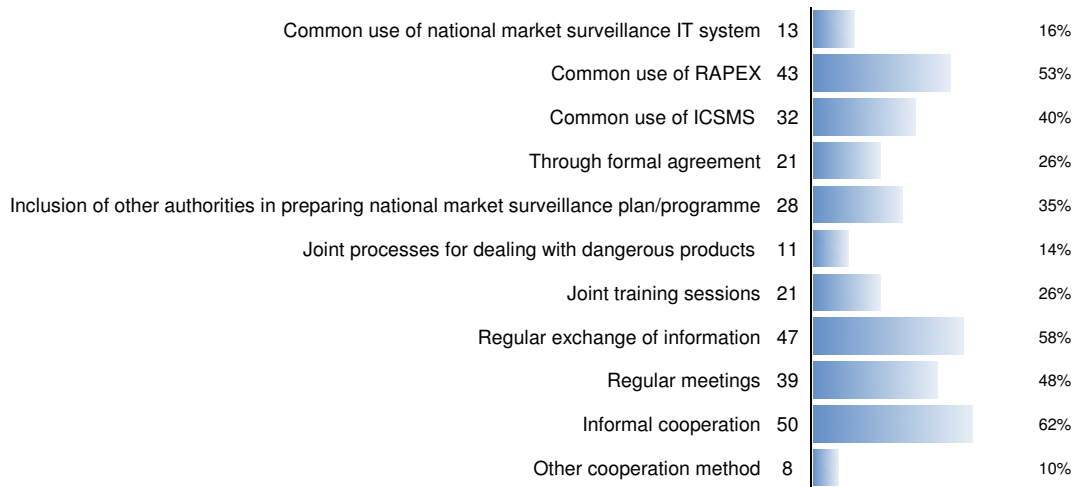 Common use of national market surveillance IT system 13 16%
Common use of RAPEX 43 53%
Common use of ICSMS 32 40%
Through formal agreement 21 26%
Inclusion of other authorities in preparing national market surveillance plan/programme 28 35%
Joint processes for dealing with dangerous products 11 14%
Joint training sessions 21 26%
Regular exchange of information 47 58%
Regular meetings 39 48%
Informal cooperation 50 62%
Other cooperation method 8 10%